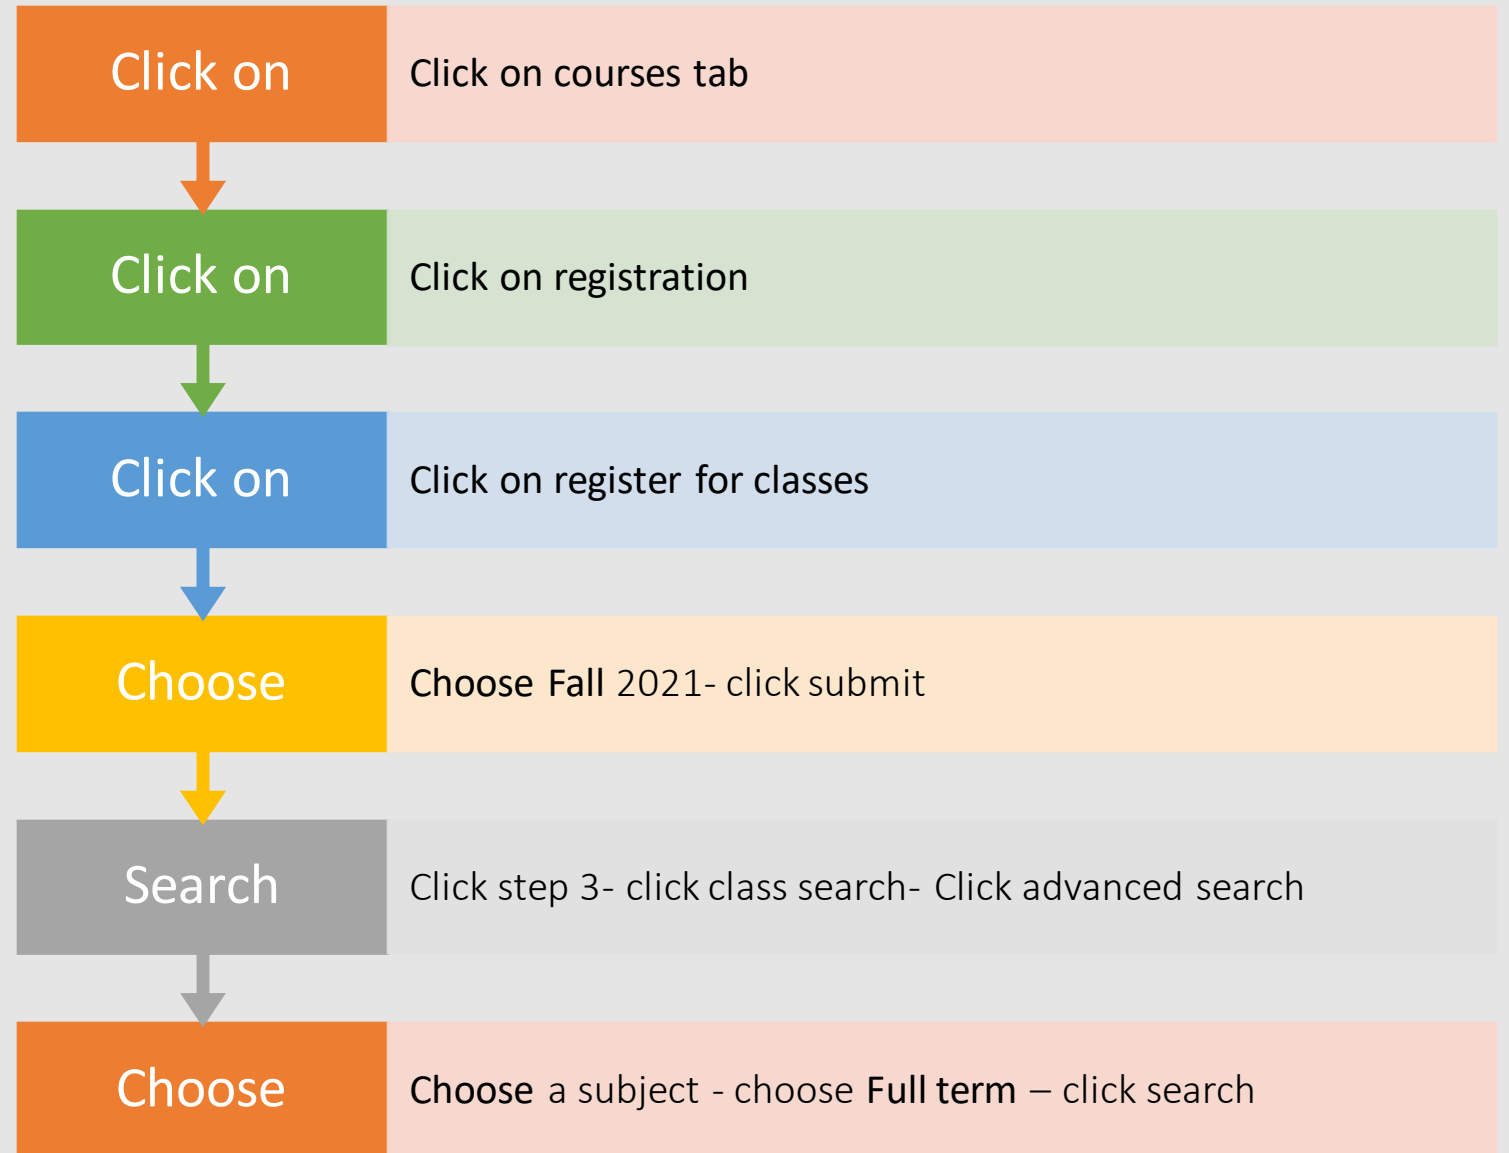 Click on
Click on courses tab
Click on
Click on registration
Click on
Click on register for classes
Choose
Choose Fall 2021- click submit
Search
Click step 3- click class search- Click advanced search
Choose
Choose a subject - choose Full term – click search